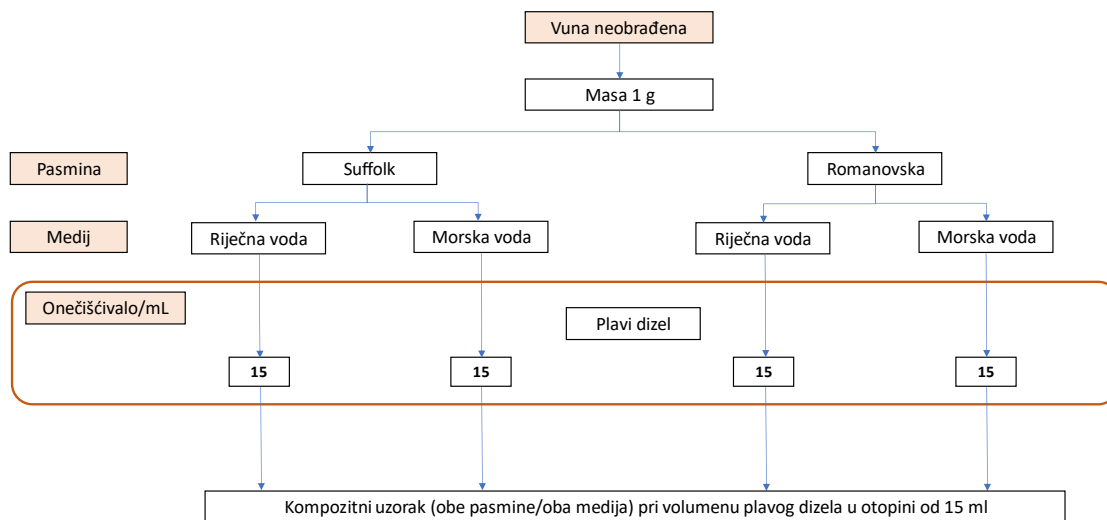 Vuna neobrađena
Masa 1 g
Pasmina
Suffolk
Romanovska
Medij
Riječna voda
Morska voda
Riječna voda
Morska voda
Onečišćivalo/mL
Plavi dizel
15
15
15
15
Kompozitni uzorak (obe pasmine/oba medija) pri volumenu plavog dizela u otopini od 15 ml